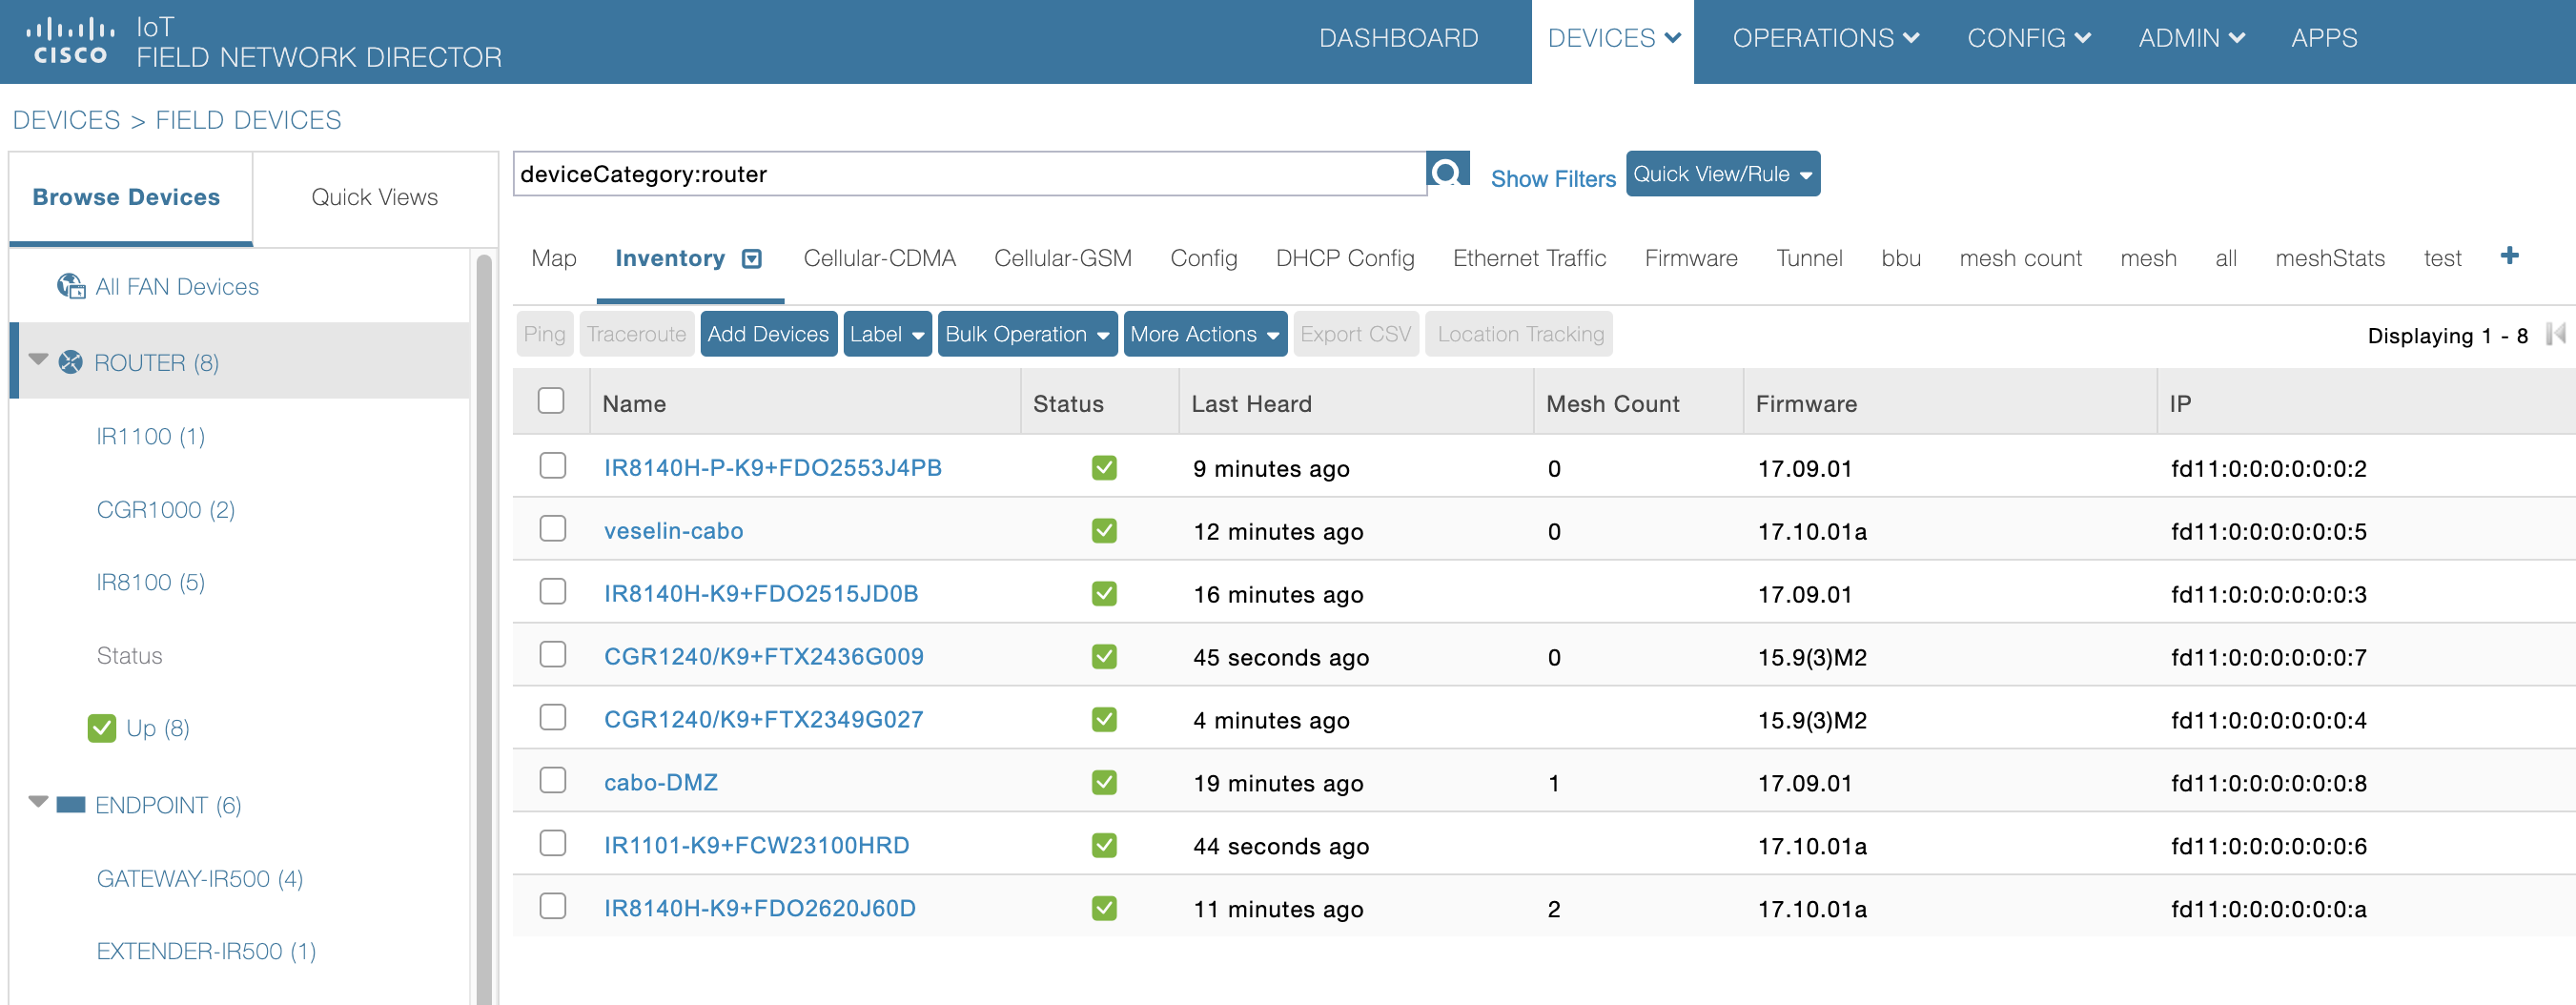 CISCO
IoT
FIELD NETWORK DIRECTOR
DASHBOARD DEVICES OPERATIONS CONFIG ADMIN APPS
DEVICES > FIELD DEVICES
Browse Devices Quick Views
All FAN Devices
ROUTER (8)
IR1100 (1)
CGR1000 (2)
IR8100 (5)
Status
Up (8)
ENDPOINT (6)
GATEWAY-IR500 (4)
EXTENDER-IR500 (1)
deviceCategory:router Show Filters Quick View/Rule
Map Inventory Cellular-CDMA Cellular-GSM Config DHCP Config Ethernet Traffic Firmware Tunnel bbu mesh count mesh all meshStats test +
Ping Traceroute Add Devices Label Bulk Operation More Actions Export CSV Location Tracking Displaying 1 - 8
Name Status Last Heard Mesh Count Firmware IP
IR8140H-P-K9+FDO2553J4PB 9 minutes ago 0 17.09.01 fd11:0:0:0:0:0:0:2
veselin-cabo 12 minutes ago 0 17.10.01a fd11:0:0:0:0:0:0:5
IR8140H-K9+FDO2515JD0B 16 minutes ago 17.09.01 fd11:0:0:0:0:0:0:3
CGR1240/K9+FTX2436G009 45 seconds ago 0 15.9(3)M2 fd11:0:0:0:0:0:0:7
CGR1240/K9+FTX2349G027 4 minutes ago 15.9(3)M2 fd11:0:0:0:0:0:0:4
cabo-DMZ 19 minutes ago 1 17.09.01 fd11:0:0:0:0:0:0:8
IR1101-K9+FCW23100HRD 44 seconds ago 17.10.01a fd11:0:0:0:0:0:0:6
IR8140H-K9+FDO2620J60D 11 minutes ago 2 17.10.01a fd11:0:0:0:0:0:0:a